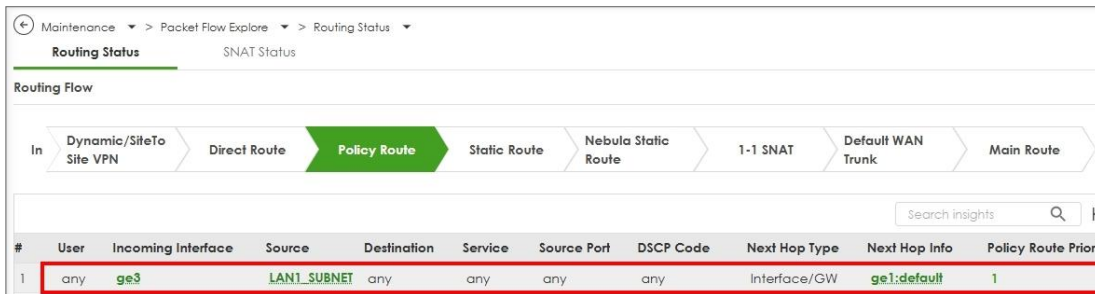 Maintenance > Packet Flow Explore > Routing Status
Routing Status SNAT Status
Routing Flow
In Dynamic/SiteTo Site VPN Direct Route Policy Route Static Route Nebula Static Route 1-1 SNAT Default WAN Trunk Main Route
Search insights
# User Incoming Interface Source Destination Service Source Port DSCP Code Next Hop Type Next Hop Info Policy Route Prior
1 any ge3 LAN1_SUBNET any any any any Interface/GW ge1:default 1